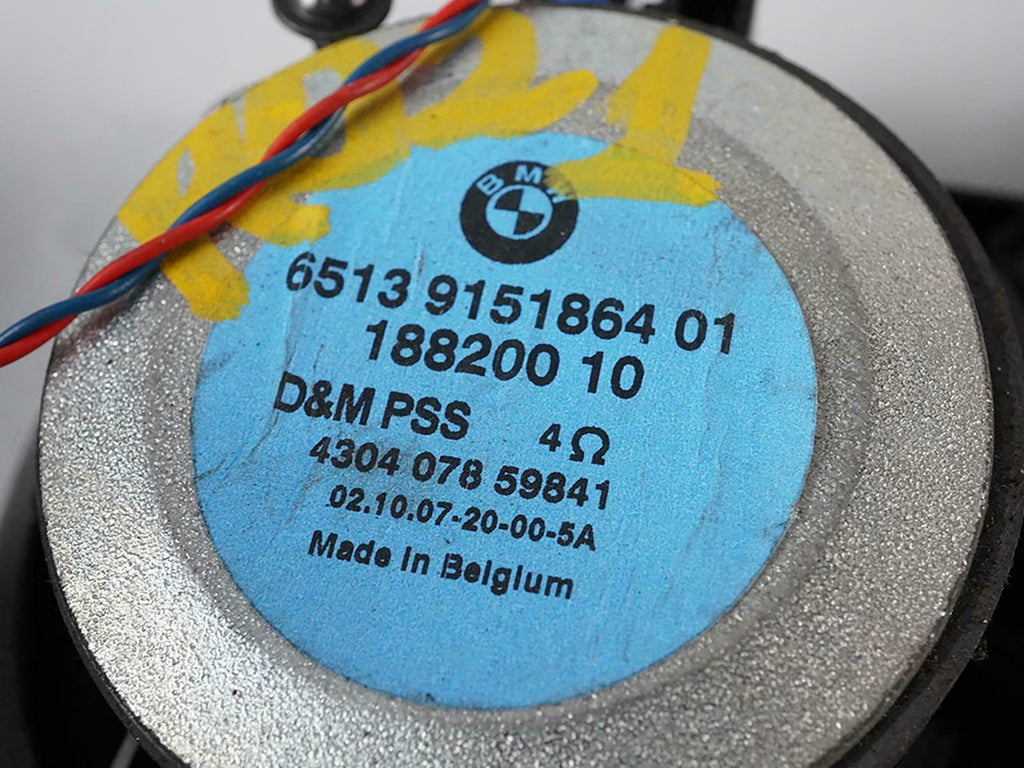 BMW
6513 9151864 01
188200 10
D&M PSS 4Ω
4304 078 59841
02.10.07-20-00-5A
Made in Belgium